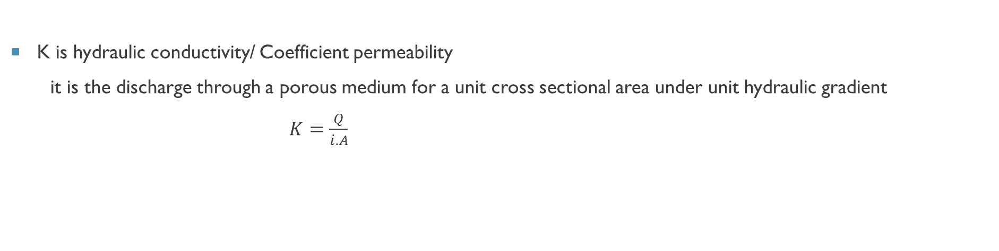 ▪ K is hydraulic conductivity/ Coefficient permeability
it is the discharge through a porous medium for a unit cross sectional area under unit hydraulic gradient
K = Q/i.A